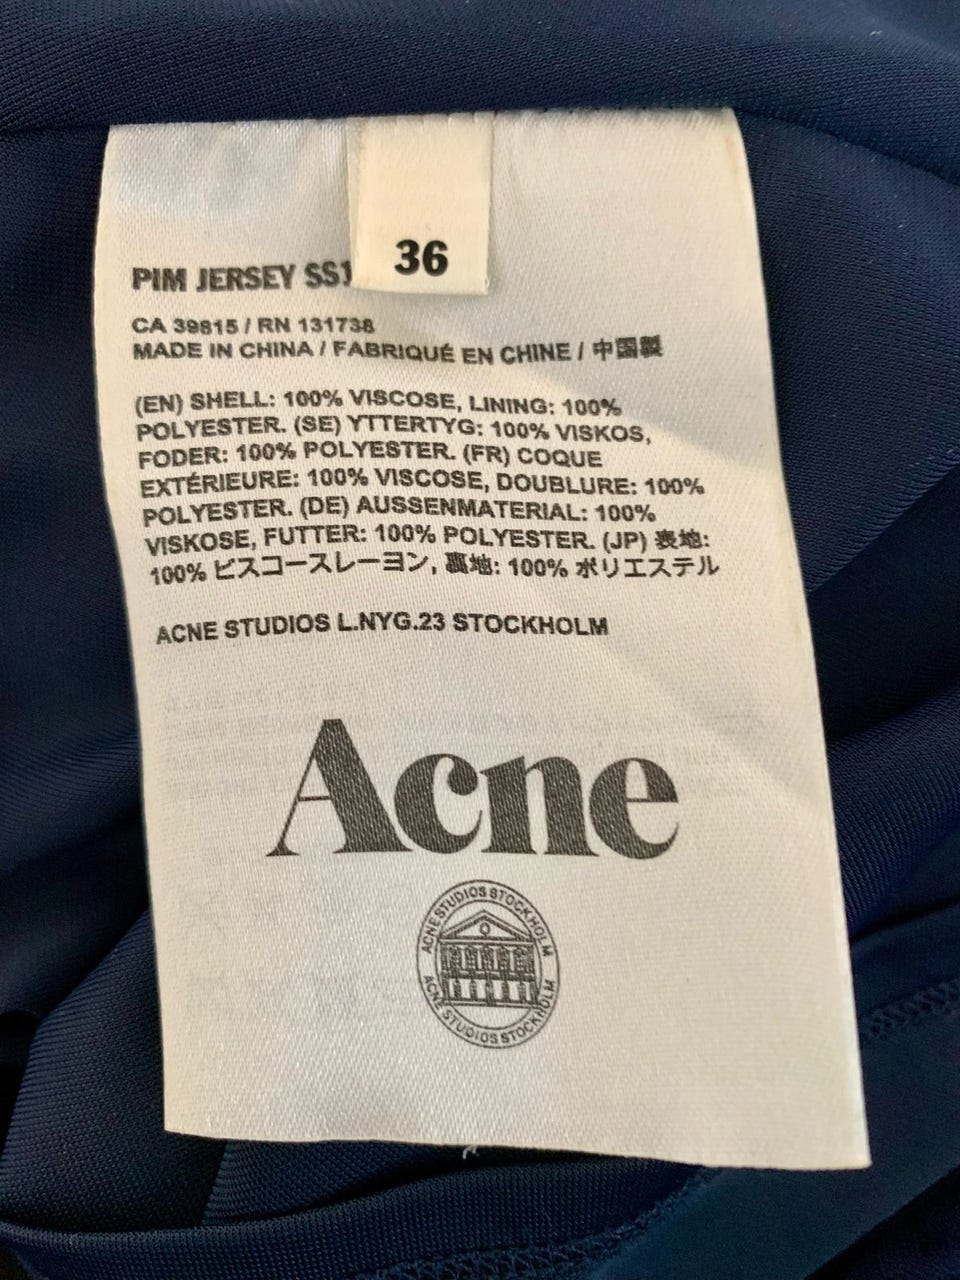 36
PIM JERSEY SS1
CA 39815 / RN 131738
MADE IN CHINA / FABRIQUÉ EN CHINE / 中国製
(EN) SHELL: 100% VISCOSE, LINING: 100%
POLYESTER. (SE) YTTERTYG: 100% VISKOS,
FODER: 100% POLYESTER. (FR) COQUE
EXTÉRIEURE: 100% VISCOSE, DOUBLURE: 100%
POLYESTER. (DE) AUSSENMATERIAL: 100%
VISKOSE, FUTTER: 100% POLYESTER. (JP) 表地:
100% ビスコースレーヨン, 裏地: 100% ポリエステル
ACNE STUDIOS L.NYG.23 STOCKHOLM
Acne
ACNE STUDIOS STOCKHOLM
ACNE STUDIOS STOCKHOLM